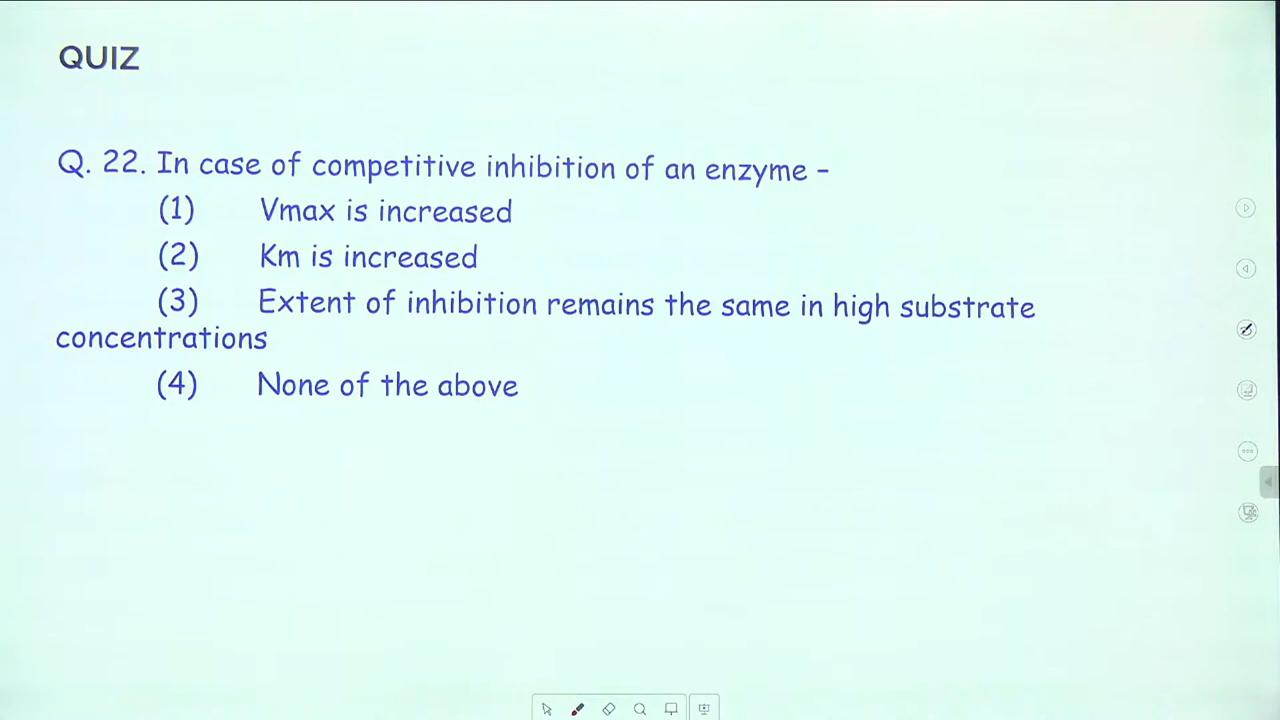 QUIZ
Q. 22. In case of competitive inhibition of an enzyme -
(1) Vmax is increased
(2) Km is increased
(3) Extent of inhibition remains the same in high substrate
concentrations
(4) None of the above